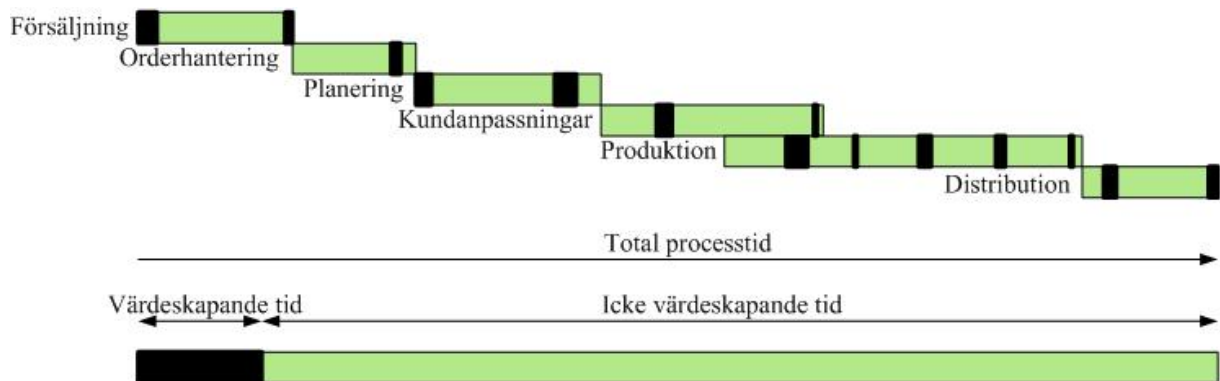 Försäljning
Orderhantering
Planering
Kundanpassningar
Produktion
Distribution
Total processtid
Värdeskapande tid
Icke värdeskapande tid